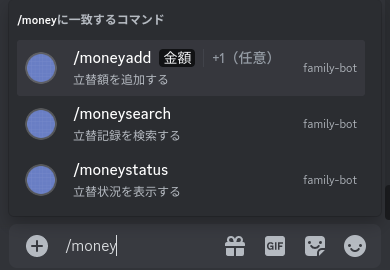 /moneyに一致するコマンド
/moneyadd 金額 +1（任意）
立替額を追加する
family-bot
/moneysearch
立替記録を検索する
family-bot
/moneystatus
立替状況を表示する
family-bot
/money
GIF